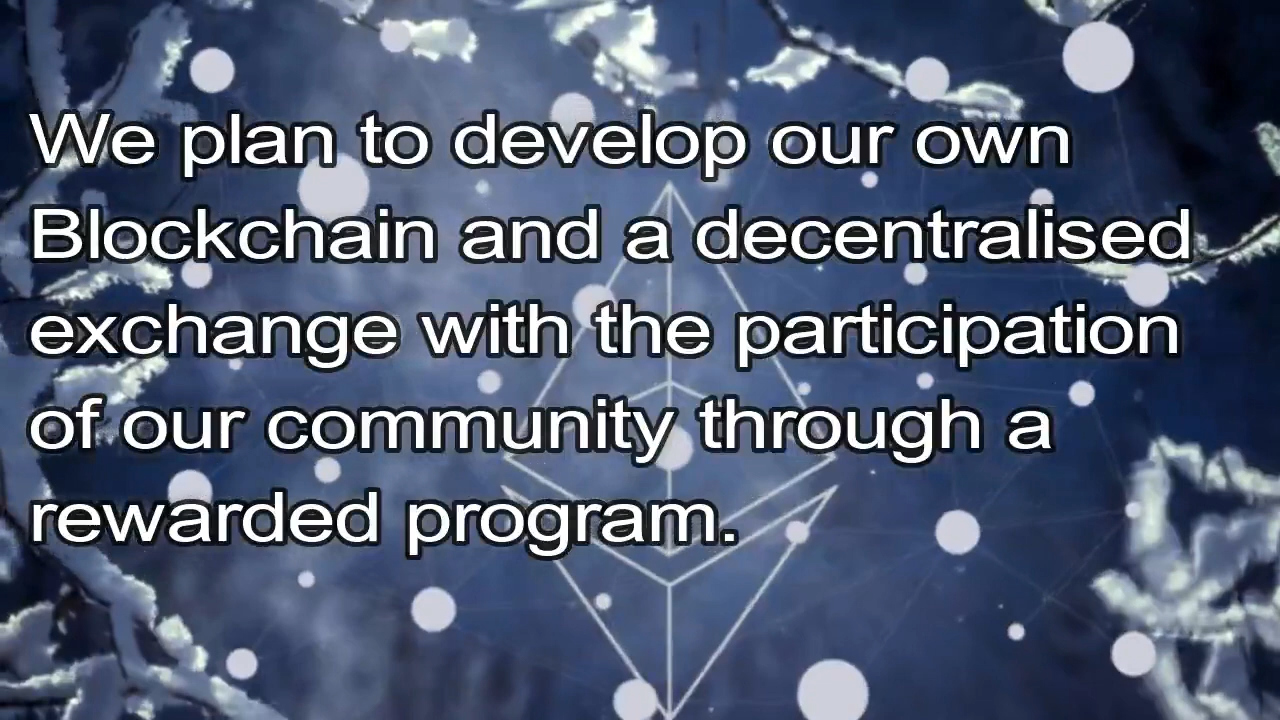 We plan to develop our own
Blockchain and a decentralised
exchange with the participation
of our community through a
rewarded program.